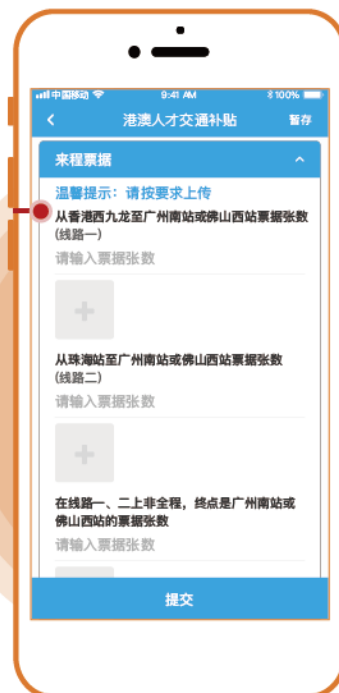 中国移动 9:41 AM 100%
港澳人才交通补贴 暂存
来程票据
温馨提示：请按要求上传
从香港西九龙至广州南站或佛山西站票据张数
(线路一)
请输入票据张数
从珠海站至广州南站或佛山西站票据张数
(线路二)
请输入票据张数
在线路一、二上非全程，终点是广州南站或
佛山西站的票据张数
请输入票据张数
提交